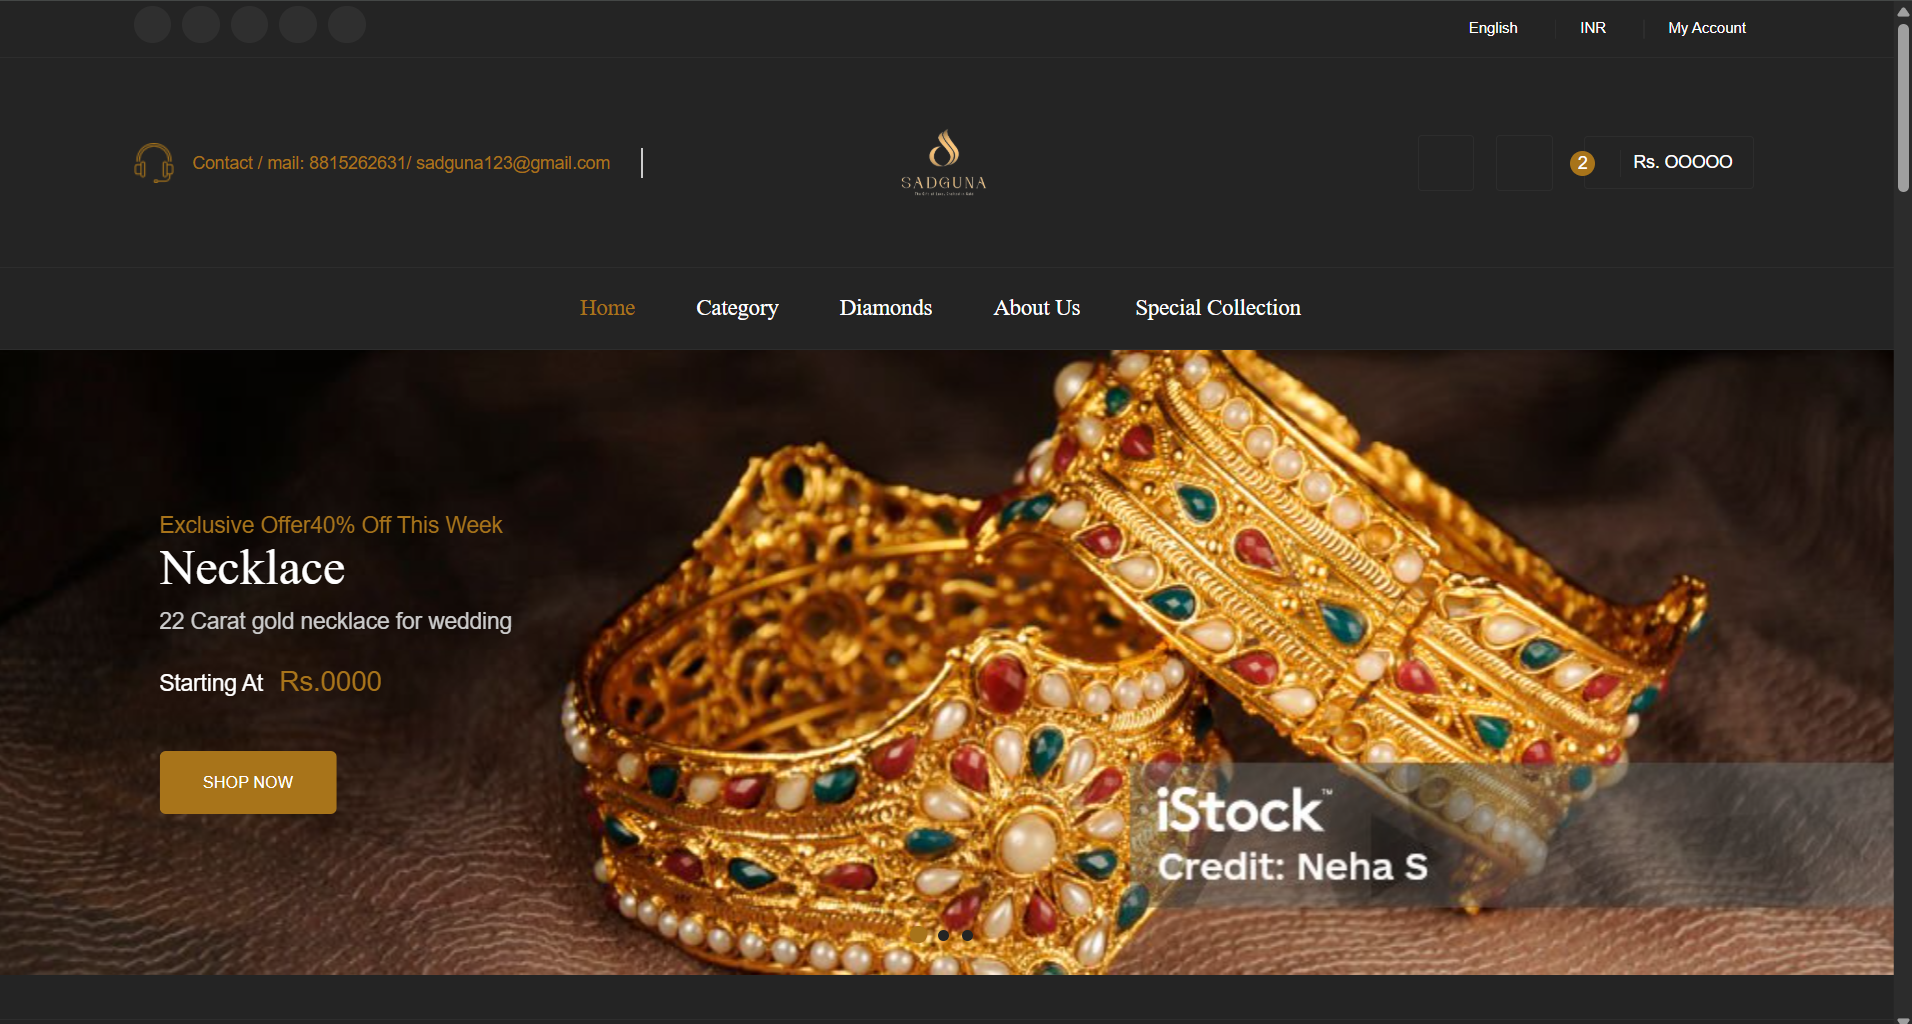 English
INR
My Account
Contact / mail: 8815262631/ sadguna123@gmail.com
SADGUNA
2
Rs. OOOOO
Home
Category
Diamonds
About Us
Special Collection
Exclusive Offer40% Off This Week
Necklace
22 Carat gold necklace for wedding
Starting At Rs.0000
SHOP NOW
iStock™
Credit: Neha S